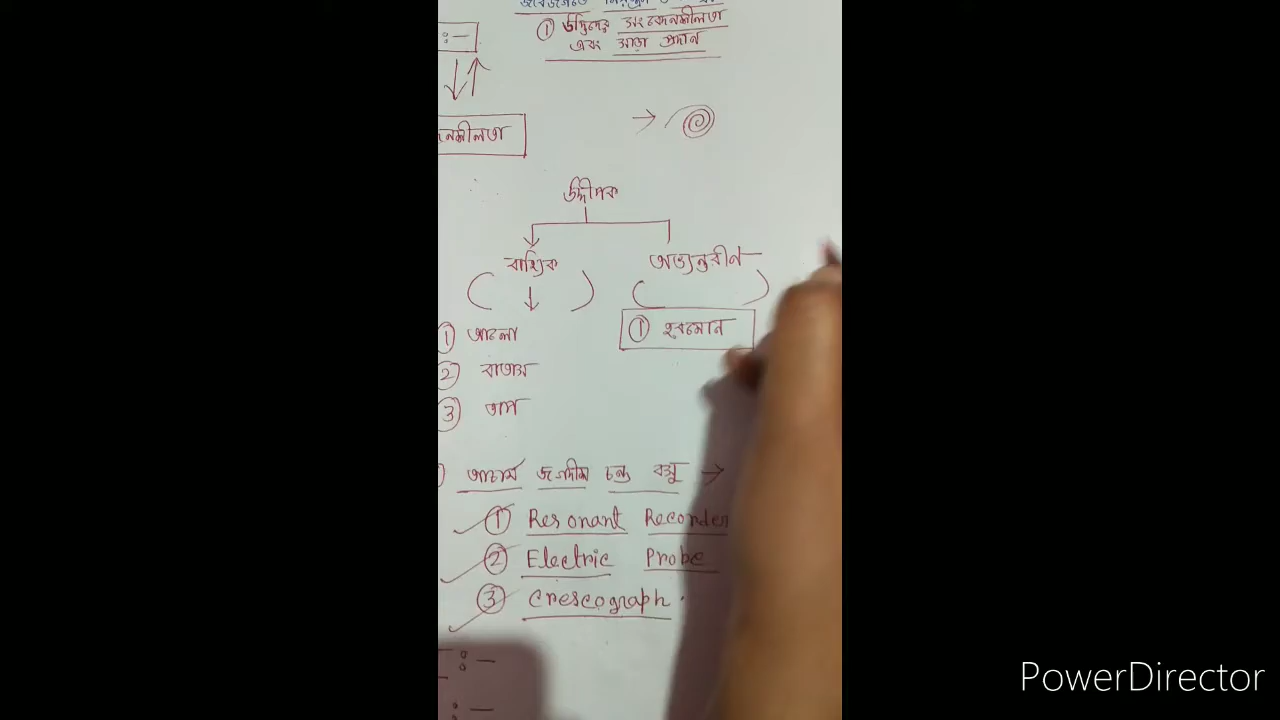 ① উদ্ভিদের সংবেদনশীলতা
এবং সাড়া প্রদান
:—
নশীলতা
→
উদ্দীপক
বাহ্যিক
অভ্যন্তরীণ
① আলো
① হরমোন
② বাতাস
③ তাপ
আচার্য জগদীশ চন্দ্র বসু →
① Resonant Recorder
② Electric Probe
③ Crescograph
:—
:—
PowerDirector